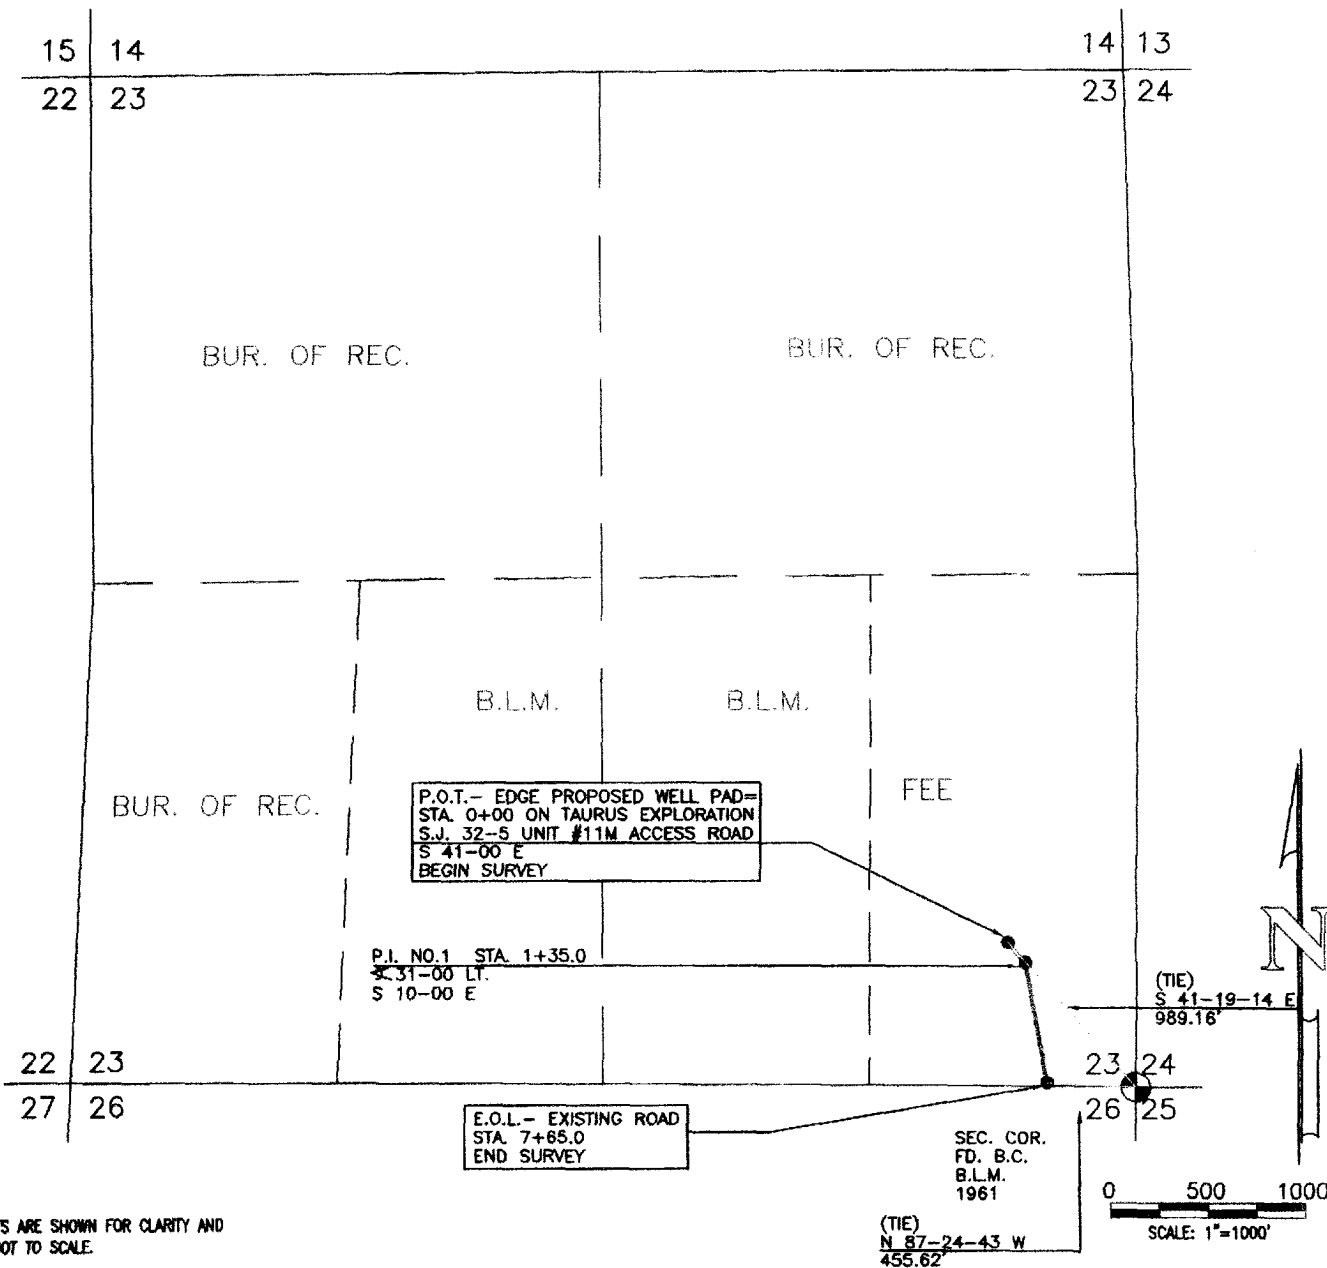 15 14
14 13
22 23
23 24
BUR. OF REC.
BUR. OF REC.
B.L.M.
B.L.M.
BUR. OF REC.
FEE
P.O.T.- EDGE PROPOSED WELL PAD=
STA. 0+00 ON TAURUS EXPLORATION
S.J. 32-5 UNIT #11M ACCESS ROAD
S 41-00 E
BEGIN SURVEY
P.I. NO.1 STA. 1+35.0
31-00 LT.
S 10-00 E
N
(TIE)
S 41-19-14 E
989.16'
22 23
23 24
27 26
26 25
E.O.L.- EXISTING ROAD
STA. 7+65.0
END SURVEY
SEC. COR.
FD. B.C.
B.L.M.
1961
0 500 1000
SCALE: 1"=1000'
(TIE)
N 87-24-43 W
455.62'
ARE SHOWN FOR CLARITY AND
TO SCALE.